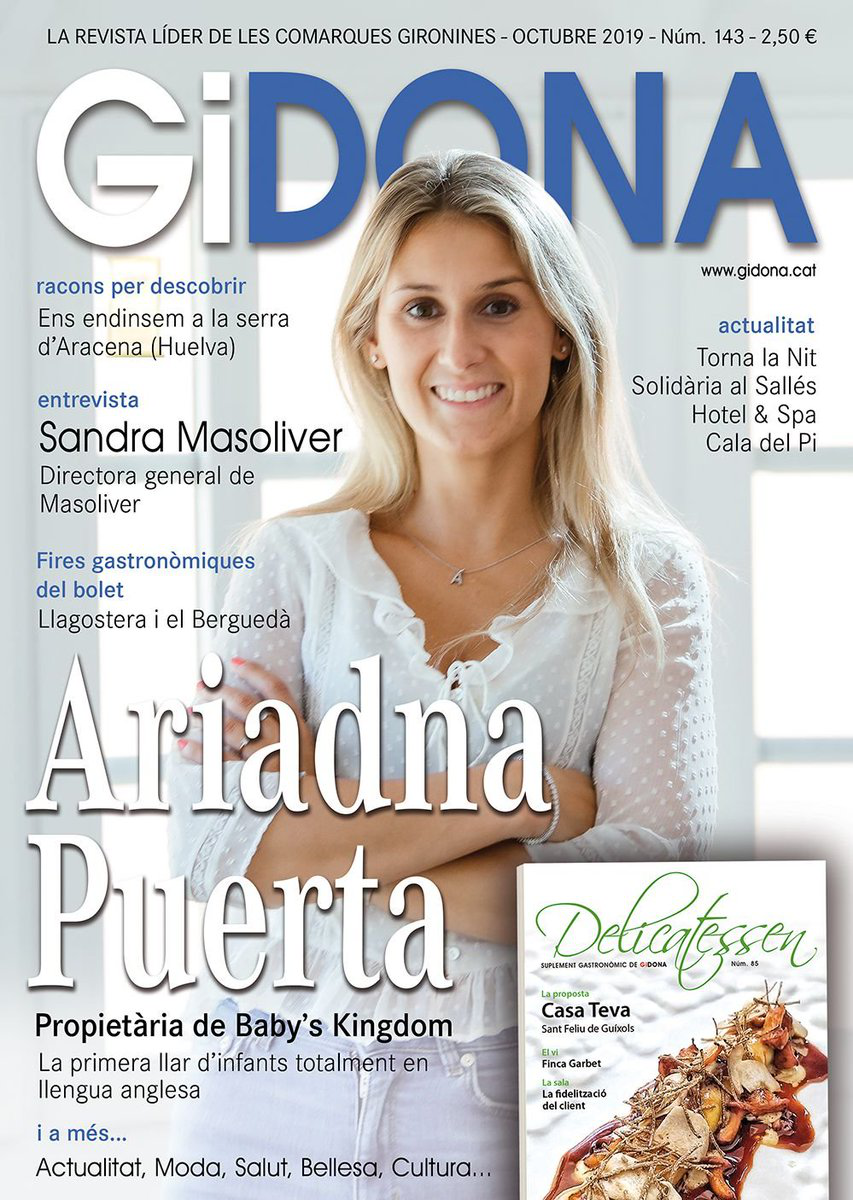 LA REVISTA LÍDER DE LES COMARQUES GIRONINES - OCTUBRE 2019 - Núm. 143 - 2,50 €
GiDONA
www.gidona.cat
racons per descobrir
Ens endinsem a la serra
d'Aracena (Huelva)
entrevista
Sandra Masoliver
Directora general de
Masoliver
Fires gastronòmiques
del bolet
Llagostera i el Berguedà
actualitat
Torna la Nit
Solidària al Sallés
Hotel & Spa
Cala del Pi
Ariadna
Puerta
Propietària de Baby's Kingdom
La primera llar d'infants totalment en
llengua anglesa
i a més...
Actualitat, Moda, Salut, Bellesa, Cultura...
Delicatessen
SUPLEMENT GASTRONÒMIC DE GIDONA Núm. 85
La proposta
Casa Teva
Sant Feliu de Guíxols
El vi
Finca Garbet
La sala
La fidelització
del client
A